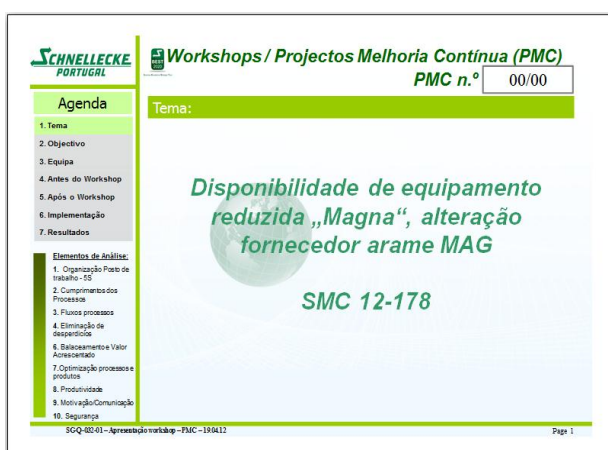 SCHNELLECKE
PORTUGAL
BEST
Workshops / Projectos Melhoria Contínua (PMC)
PMC n.º 00/00
Agenda
1. Tema
2. Objectivo
3. Equipa
4. Antes do Workshop
5. Após o Workshop
6. Implementação
7. Resultados
Elementos de Análise:
1. Organização Posto de
trabalho - 5S
2. Cumprimentos dos
Processos
3. Fluxos processos
4. Eliminação de
desperdicios
6. Balaceamento e Valor
Acrescentado
7.Optimização processos e
produtos
8. Produtividade
9. Motivação/Comunicação
10. Segurança
Tema:
Disponibilidade de equipamento
reduzida „Magna“, alteração
fornecedor arame MAG
SMC 12-178
SGQ-032-01 – Apresentação workshop – PMC – 19.04.12
Page 1